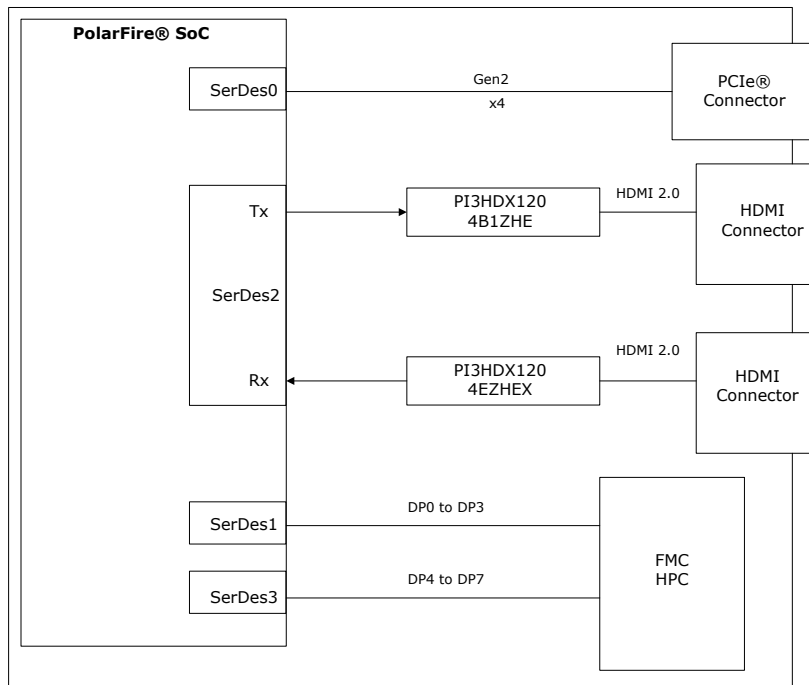 PolarFire® SoC
SerDes0
Gen2
x4
PCIe®
Connector
Tx
PI3HDX120
4B1ZHE
HDMI 2.0
HDMI
Connector
SerDes2
Rx
PI3HDX120
4EZHEX
HDMI 2.0
HDMI
Connector
SerDes1
DP0 to DP3
FMC
HPC
SerDes3
DP4 to DP7